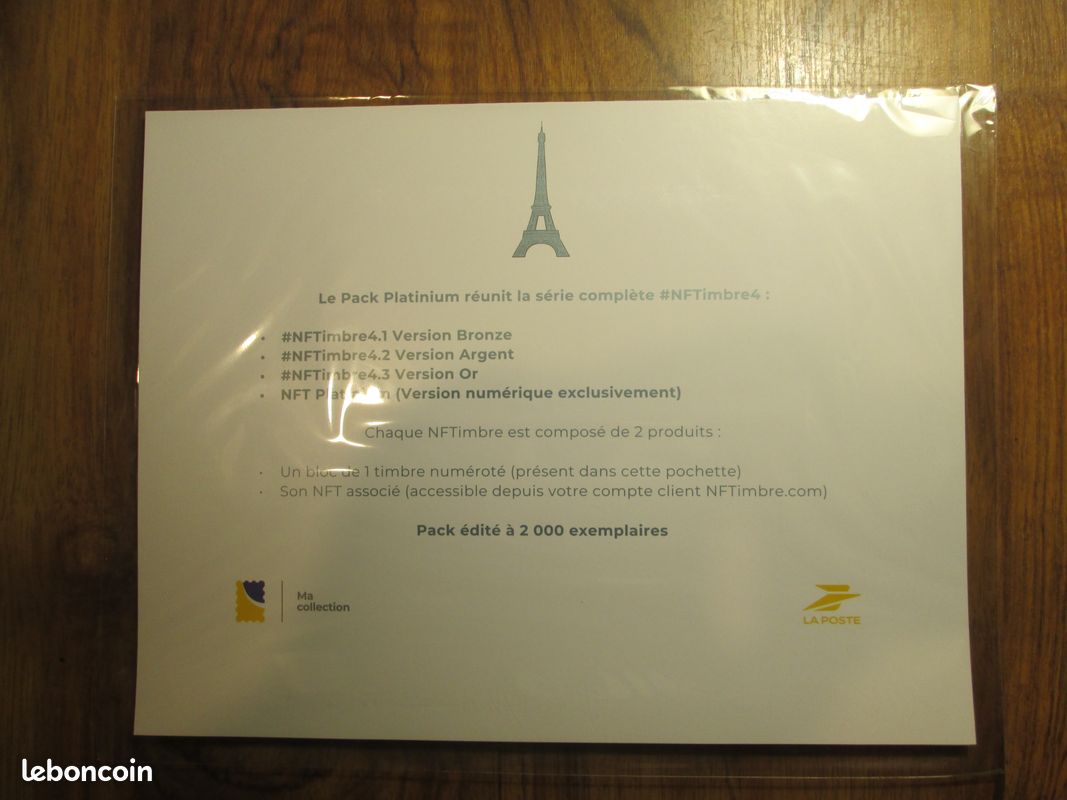 Le Pack Platinium réunit la série complète #NFTimbre4 :
• #NFTimbre4.1 Version Bronze
• #NFTimbre4.2 Version Argent
• #NFTimbre4.3 Version Or
• NFT Platinium (Version numérique exclusivement)
Chaque NFTimbre est composé de 2 produits :
• Un bloc de 1 timbre numéroté (présent dans cette pochette)
• Son NFT associé (accessible depuis votre compte client NFTimbre.com)
Pack édité à 2 000 exemplaires
Ma
collection
LA POSTE
leboncoin